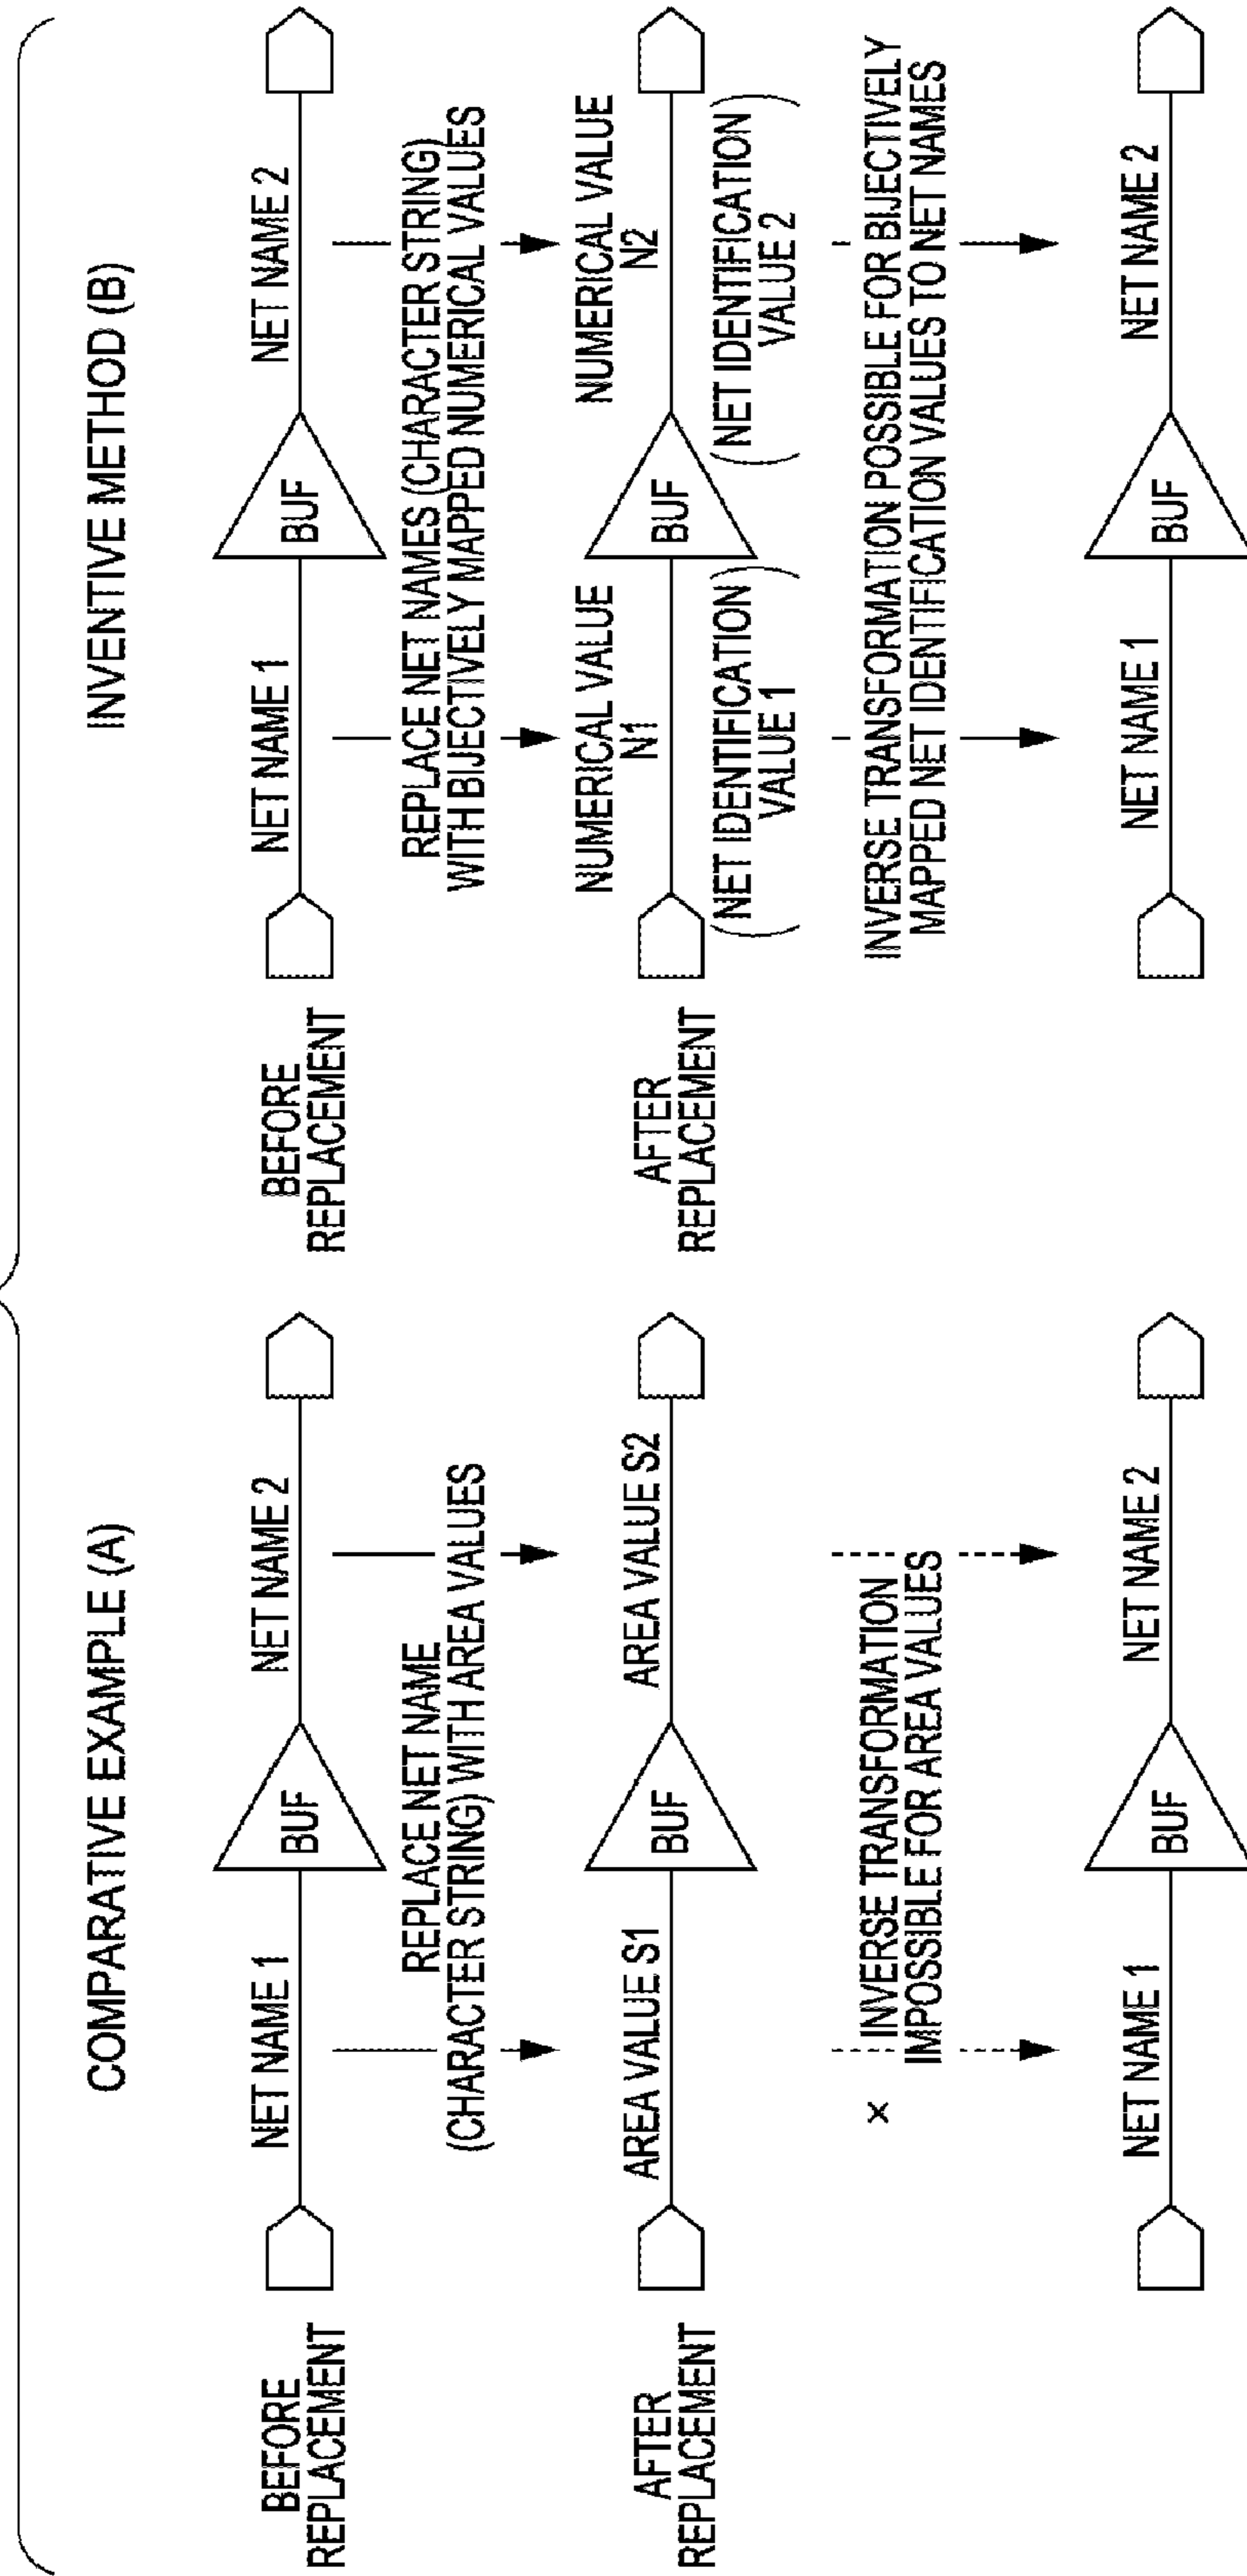 COMPARATIVE EXAMPLE (A)
BEFORE
REPLACEMENT
NET NAME 1
BUF
NET NAME 2
REPLACE NET NAME
(CHARACTER STRING) WITH AREA VALUES
AFTER
REPLACEMENT
AREA VALUE S1
BUF
AREA VALUE S2
× INVERSE TRANSFORMATION
IMPOSSIBLE FOR AREA VALUES
NET NAME 1
BUF
NET NAME 2
INVENTIVE METHOD (B)
BEFORE
REPLACEMENT
NET NAME 1
BUF
NET NAME 2
REPLACE NET NAMES (CHARACTER STRING)
WITH BIJECTIVELY MAPPED NUMERICAL VALUES
AFTER
REPLACEMENT
NUMERICAL VALUE
N1
(NET IDENTIFICATION
VALUE 1)
BUF
NUMERICAL VALUE
N2
(NET IDENTIFICATION
VALUE 2)
INVERSE TRANSFORMATION POSSIBLE FOR BIJECTIVELY
MAPPED NET IDENTIFICATION VALUES TO NET NAMES
NET NAME 1
BUF
NET NAME 2